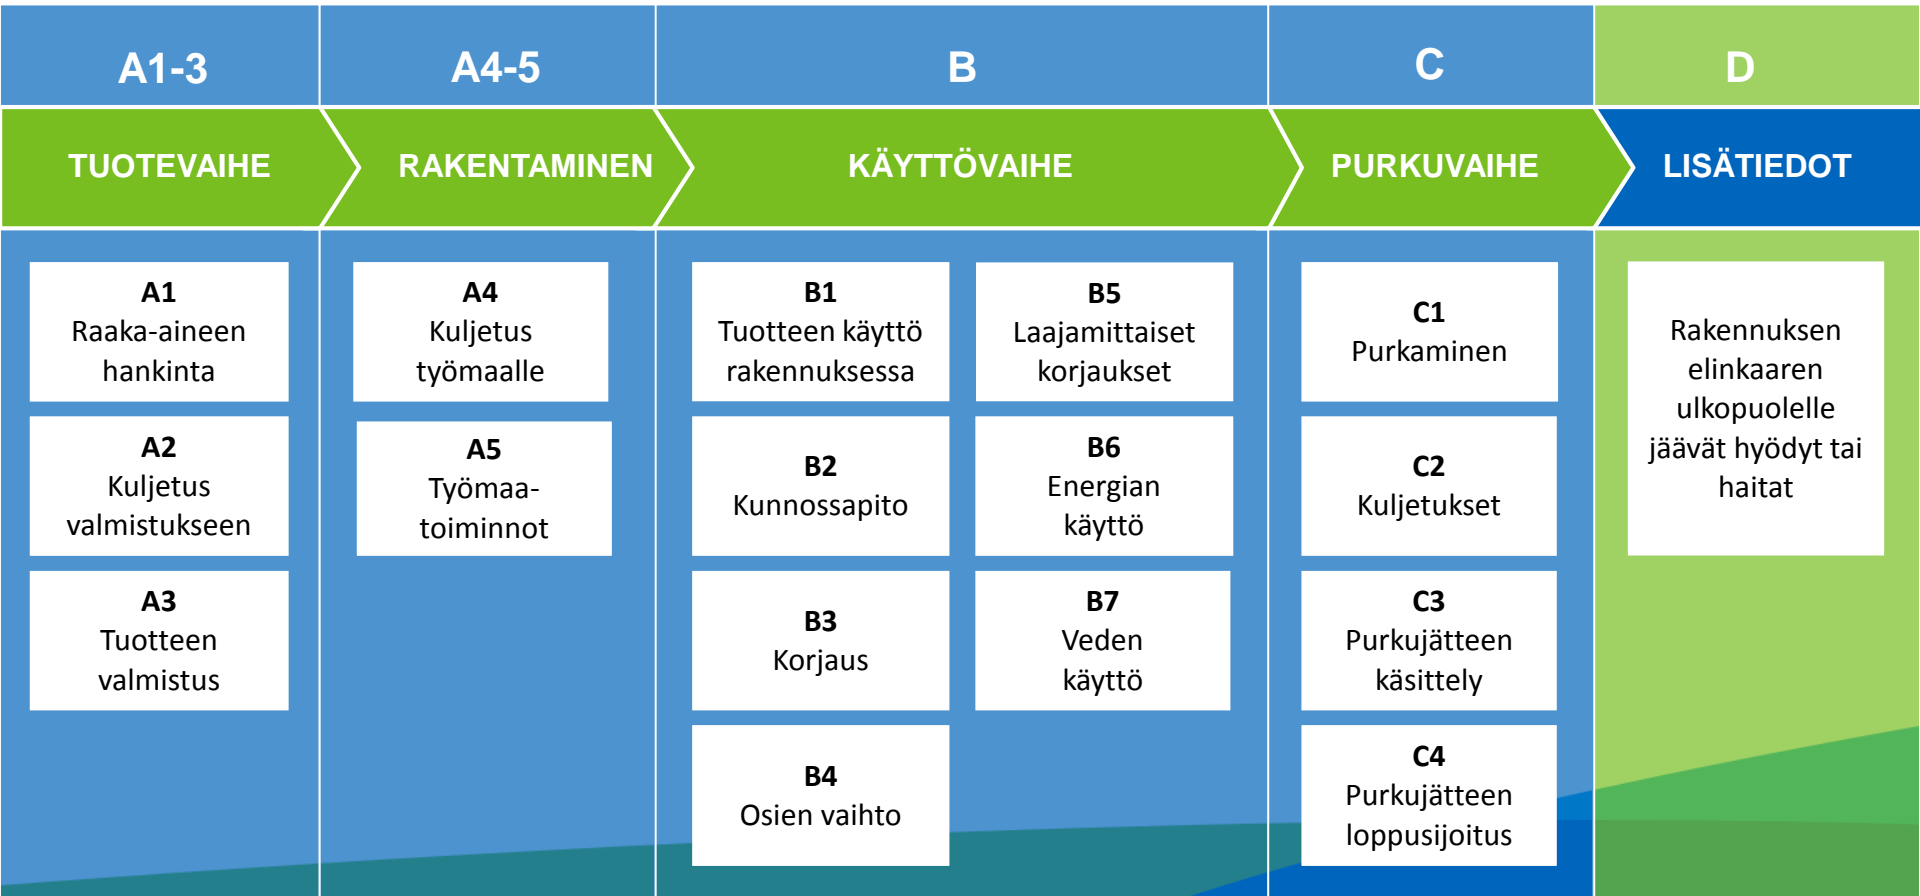 A1-3
A4-5
B
C
D
TUOTEVAIHE
RAKENTAMINEN
KÄYTTÖVAIHE
PURKUVAIHE
LISÄTIEDOT
A1
Raaka-aineen
hankinta
A2
Kuljetus
valmistukseen
A3
Tuotteen
valmistus
A4
Kuljetus
työmaalle
A5
Työmaa-
toiminnot
B1
Tuotteen käyttö
rakennuksessa
B2
Kunnossapito
B3
Korjaus
B4
Osien vaihto
B5
Laajamittaiset
korjaukset
B6
Energian
käyttö
B7
Veden
käyttö
C1
Purkaminen
C2
Kuljetukset
C3
Purkujätteen
käsittely
C4
Purkujätteen
loppusijoitus
Rakennuksen
elinkaaren
ulkopuolelle
jäävät hyödyt tai
haitat